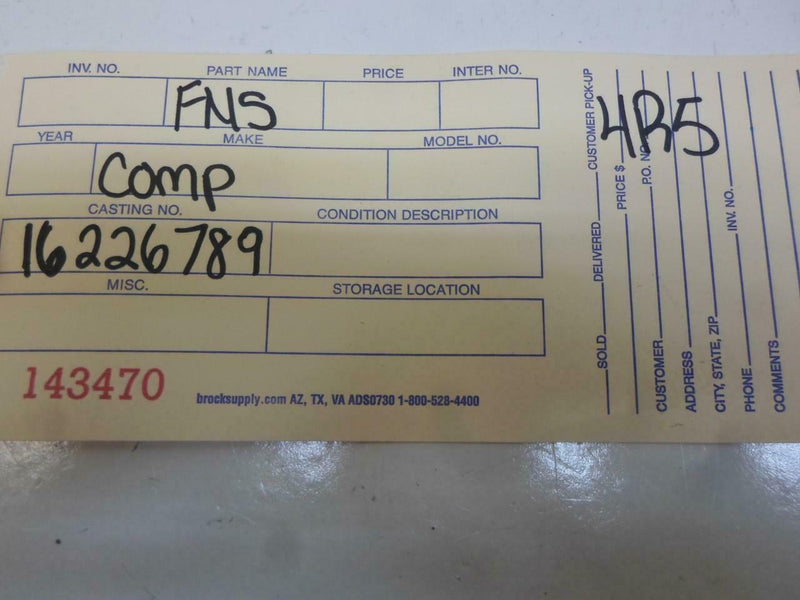 INV. NO. PART NAME PRICE INTER NO.
FNS
YEAR MAKE MODEL NO.
Comp
CASTING NO. CONDITION DESCRIPTION
16226789
MISC. STORAGE LOCATION
143470
brocksupply.com AZ, TX, VA ADS0730 1-800-528-4400
4R5
SOLD DELIVERED CUSTOMER PICK-UP
PRICE $
CUSTOMER P.O. NO.
ADDRESS
CITY, STATE, ZIP
PHONE INV. NO.
COMMENTS